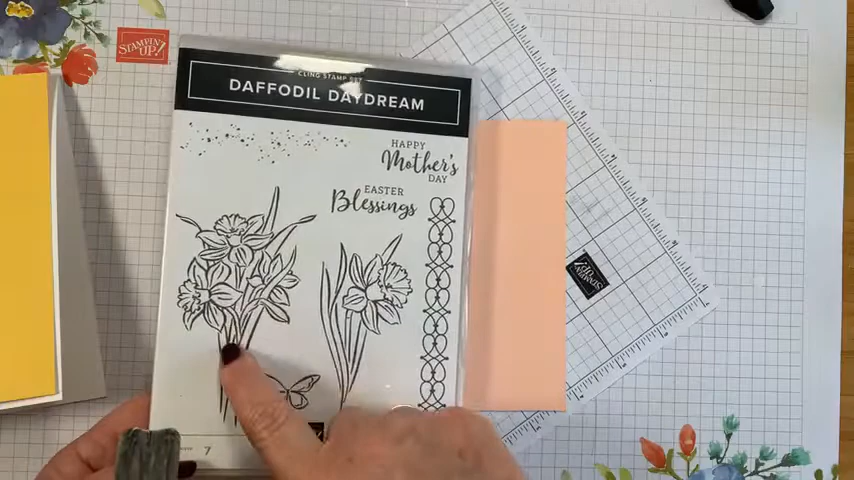 STAMPIN' UP!
CLING STAMP SET
DAFFODIL DAYDREAM
HAPPY
Mother's
DAY
EASTER
Blessings
STAMPIN' UP!
7